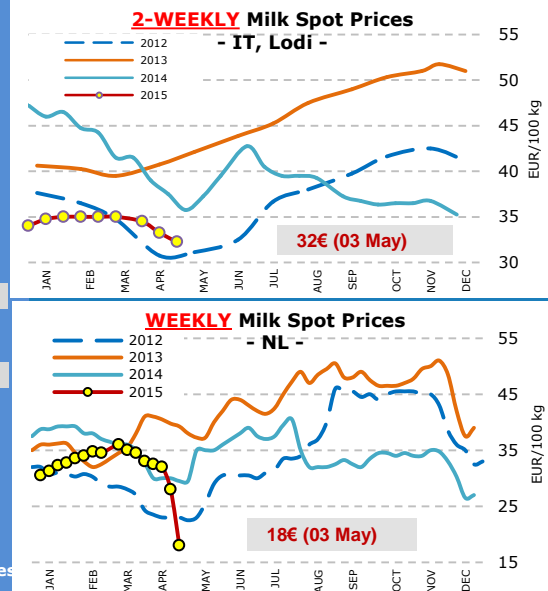 2-WEEKLY Milk Spot Prices
- IT, Lodi -
2012
2013
2014
2015
55
50
45
40
35
30
EUR/100 kg
32€ (03 May)
JAN FEB MAR APR MAY JUN JUL AUG SEP OCT NOV DEC
WEEKLY Milk Spot Prices
- NL -
2012
2013
2014
2015
55
45
35
25
15
EUR/100 kg
18€ (03 May)
JAN FEB MAR APR MAY JUN JUL AUG SEP OCT NOV DEC